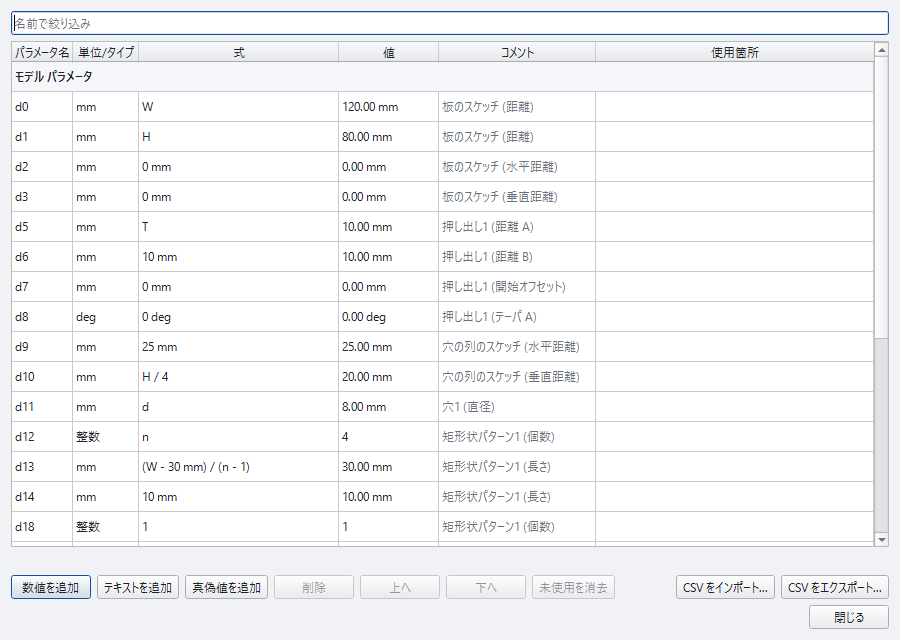 名前で絞り込み
パラメータ名 単位/タイプ 式 値 コメント 使用箇所
モデル パラメータ
d0 mm W 120.00 mm 板のスケッチ (距離)
d1 mm H 80.00 mm 板のスケッチ (距離)
d2 mm 0 mm 0.00 mm 板のスケッチ (水平距離)
d3 mm 0 mm 0.00 mm 板のスケッチ (垂直距離)
d5 mm T 10.00 mm 押し出し1 (距離 A)
d6 mm 10 mm 10.00 mm 押し出し1 (距離 B)
d7 mm 0 mm 0.00 mm 押し出し1 (開始オフセット)
d8 deg 0 deg 0.00 deg 押し出し1 (テーパ A)
d9 mm 25 mm 25.00 mm 穴の列のスケッチ (水平距離)
d10 mm H / 4 20.00 mm 穴の列のスケッチ (垂直距離)
d11 mm d 8.00 mm 穴1 (直径)
d12 整数 n 4 矩形状パターン1 (個数)
d13 mm (W - 30 mm) / (n - 1) 30.00 mm 矩形状パターン1 (長さ)
d14 mm 10 mm 10.00 mm 矩形状パターン1 (長さ)
d18 整数 1 1 矩形状パターン1 (個数)
数値を追加 テキストを追加 真偽値を追加 削除 上へ 下へ 未使用を消去 CSV をインポート... CSV をエクスポート...
閉じる